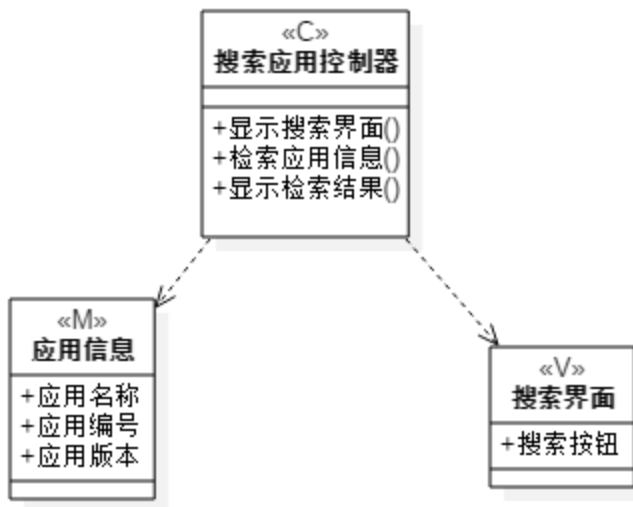 «C»
搜索应用控制器
+显示搜索界面()
+检索应用信息()
+显示检索结果()
«M»
应用信息
+应用名称
+应用编号
+应用版本
«V»
搜索界面
+搜索按钮